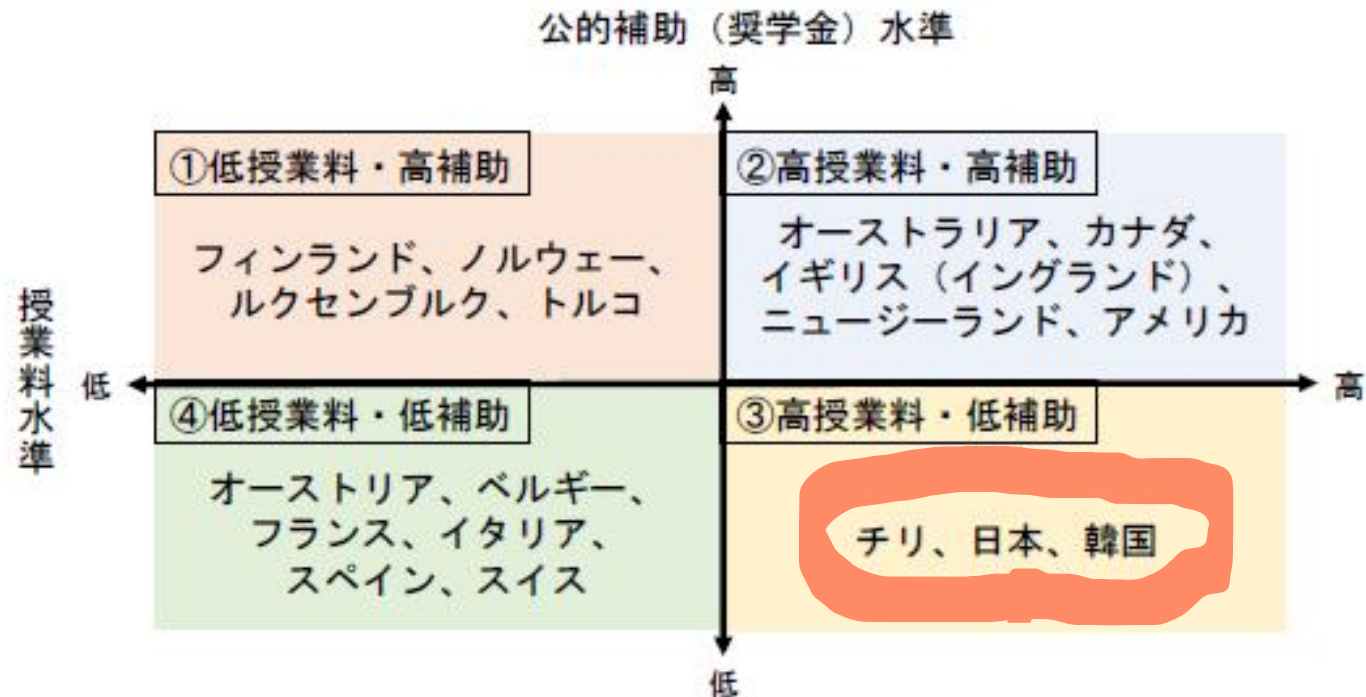 公的補助（奨学金）水準
高
①低授業料・高補助
フィンランド、ノルウェー、
ルクセンブルク、トルコ
②高授業料・高補助
オーストラリア、カナダ、
イギリス（イングランド）、
ニュージーランド、アメリカ
授業料水準
低
高
④低授業料・低補助
オーストリア、ベルギー、
フランス、イタリア、
スペイン、スイス
③高授業料・低補助
チリ、日本、韓国
低